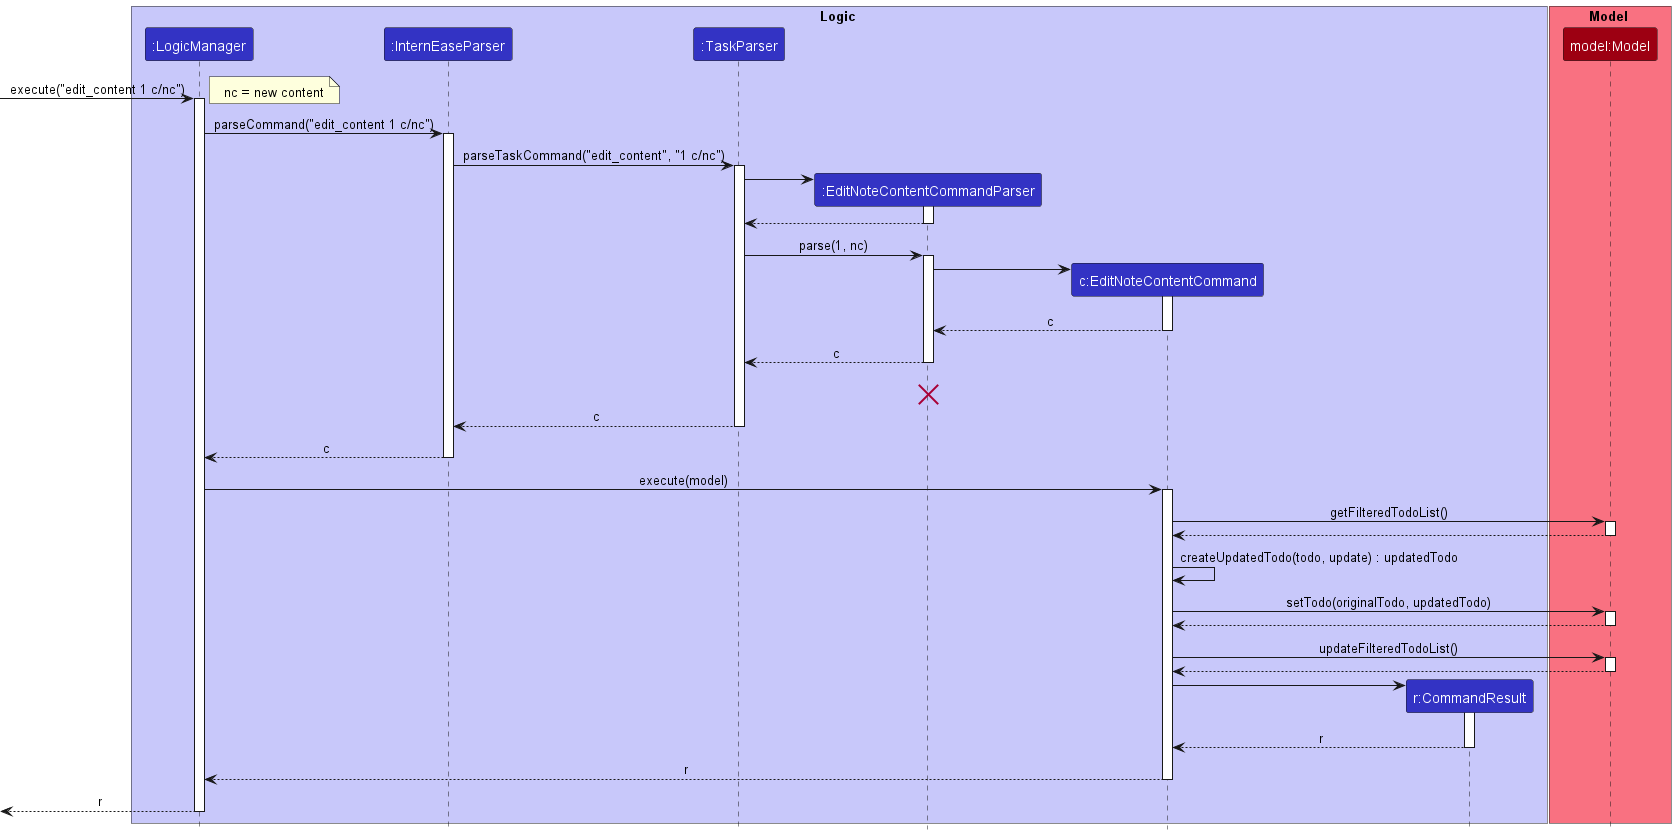 Logic
Model
:LogicManager
:InternEaseParser
:TaskParser
model:Model
execute("edit_content 1 c/nc")
nc = new content
parseCommand("edit_content 1 c/nc")
parseTaskCommand("edit_content", "1 c/nc")
:EditNoteContentCommandParser
parse(1, nc)
c:EditNoteContentCommand
c
c
c
c
execute(model)
getFilteredTodoList()
createUpdatedTodo(todo, update) : updatedTodo
setTodo(originalTodo, updatedTodo)
updateFilteredTodoList()
r:CommandResult
r
r
r